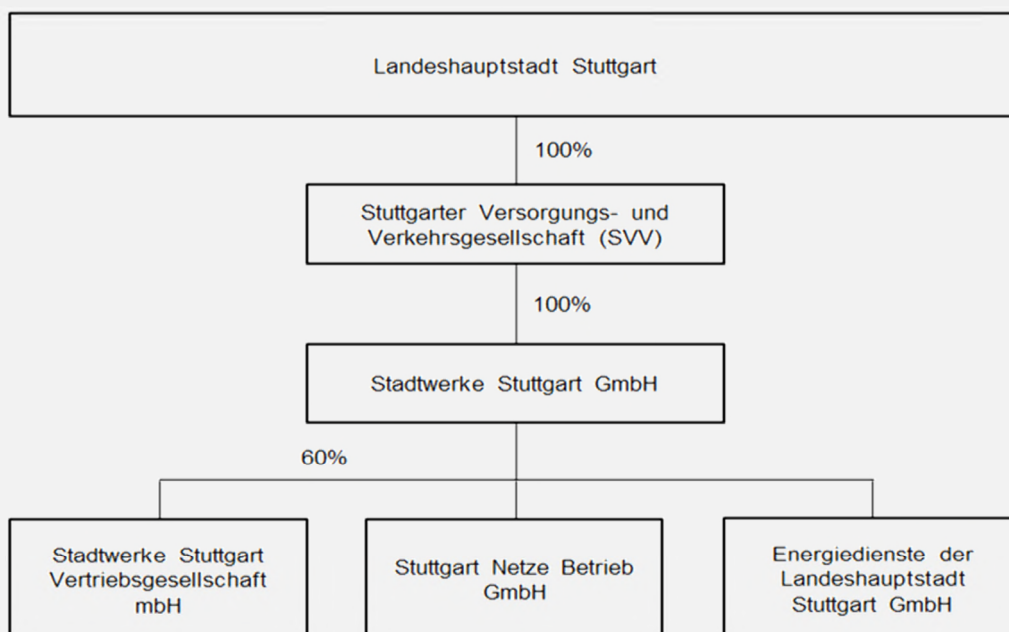 Landeshauptstadt Stuttgart
100%
Stuttgarter Versorgungs- und
Verkehrsgesellschaft (SVV)
100%
Stadtwerke Stuttgart GmbH
60%
Stadtwerke Stuttgart
Vertriebsgesellschaft
mbH
Stuttgart Netze Betrieb
GmbH
Energiedienste der
Landeshauptstadt
Stuttgart GmbH